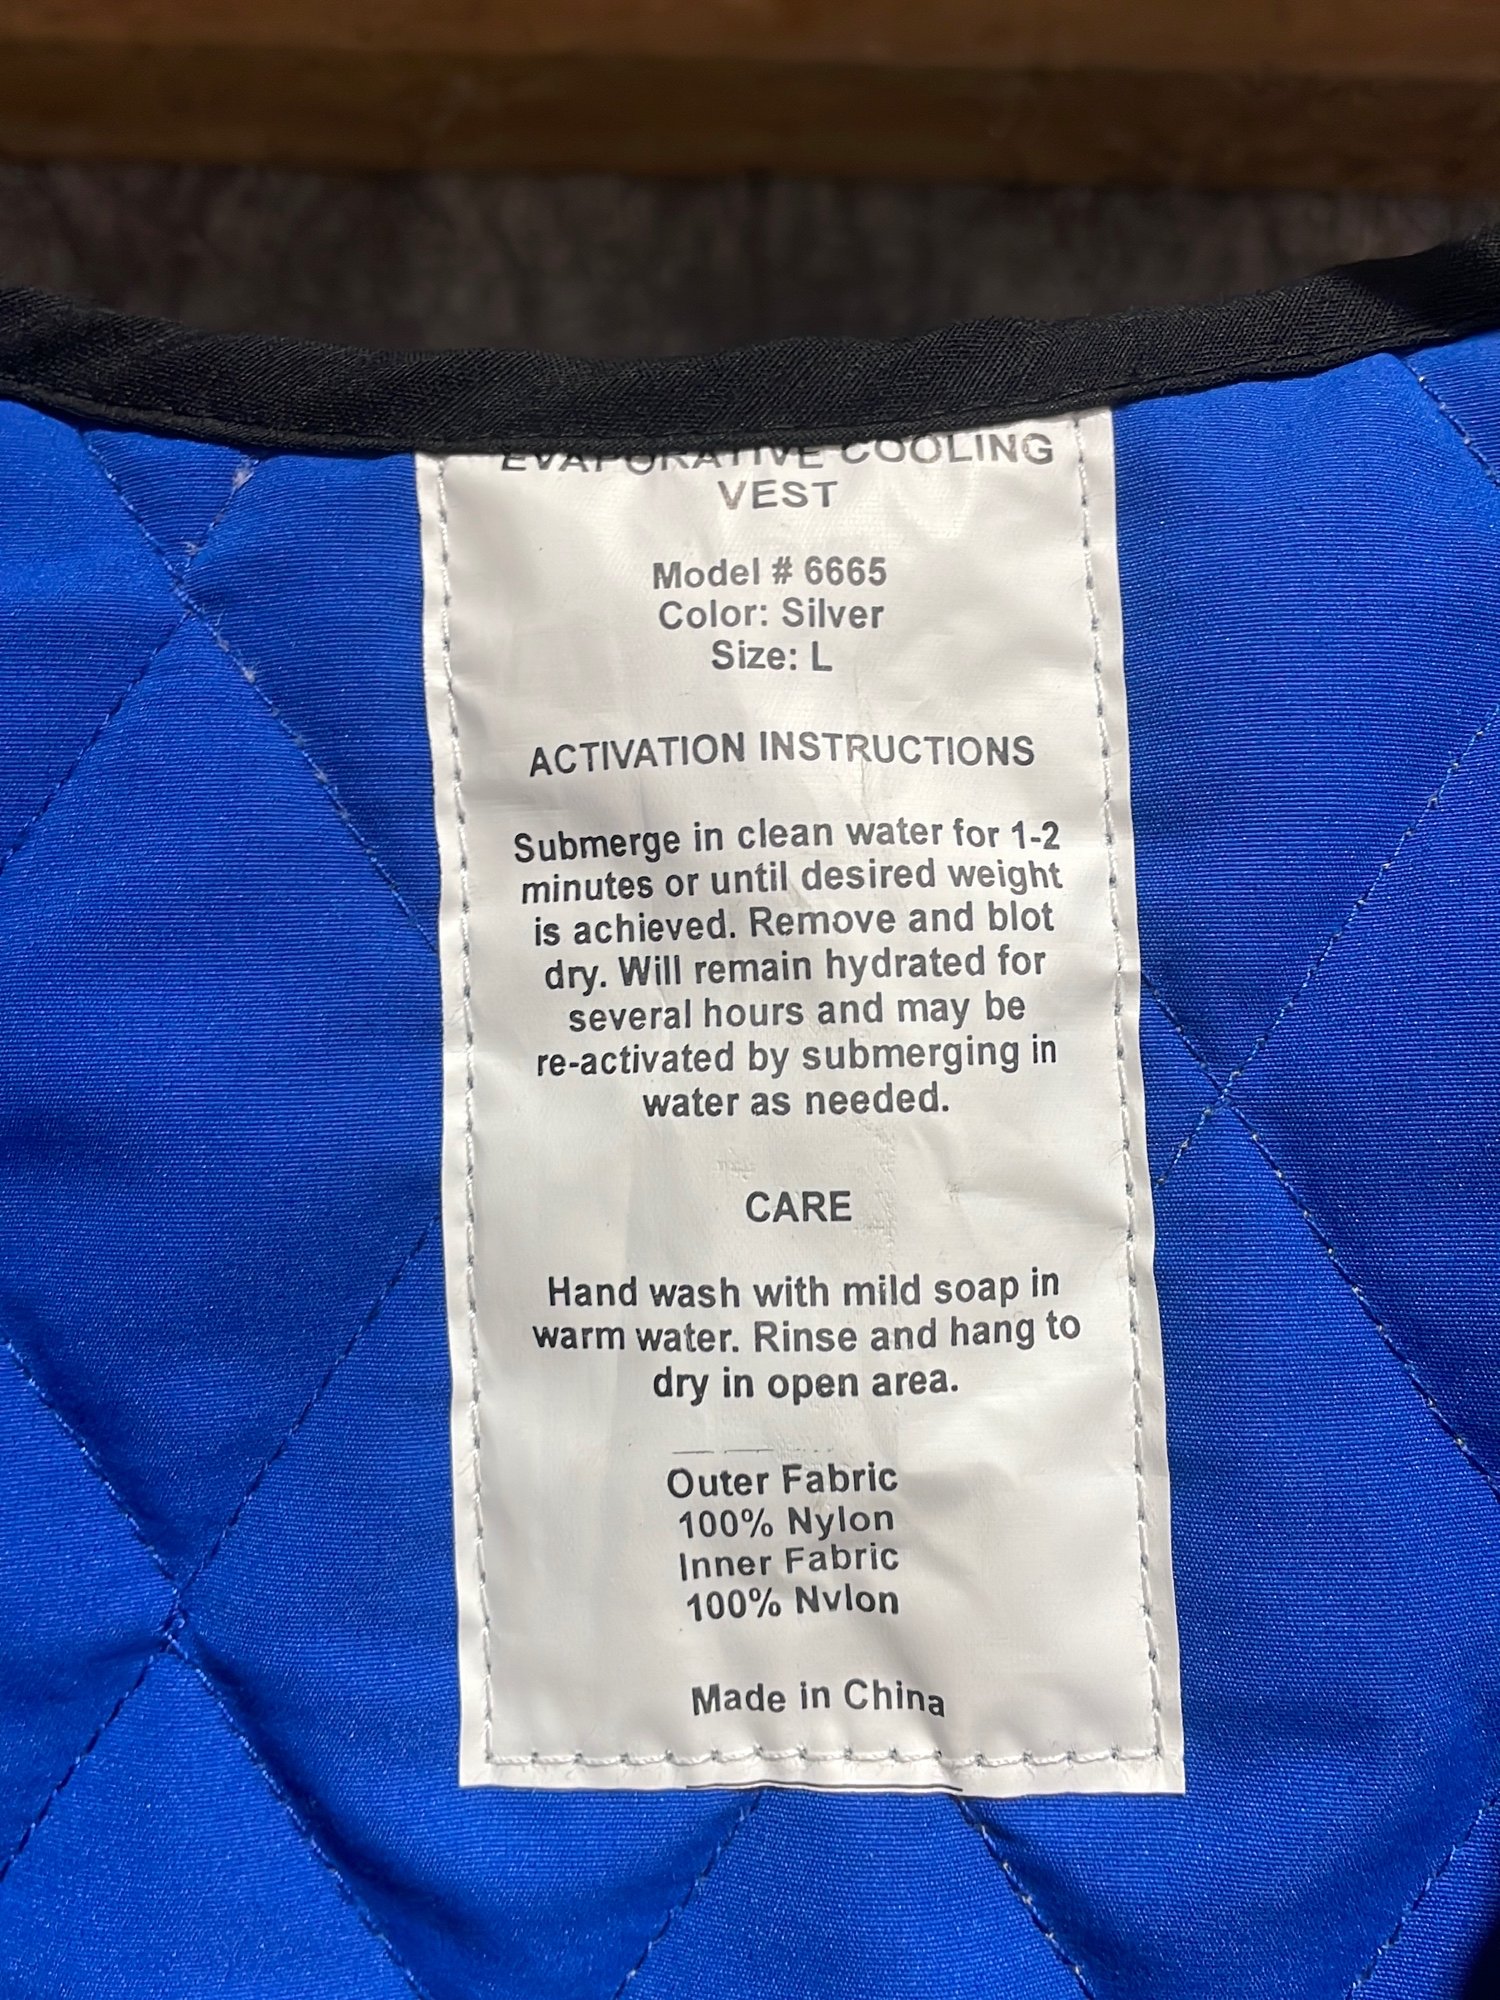 EVAPORATIVE COOLING
VEST
Model # 6665
Color: Silver
Size: L
ACTIVATION INSTRUCTIONS
Submerge in clean water for 1-2
minutes or until desired weight
is achieved. Remove and blot
dry. Will remain hydrated for
several hours and may be
re-activated by submerging in
water as needed.
CARE
Hand wash with mild soap in
warm water. Rinse and hang to
dry in open area.
Outer Fabric
100% Nylon
Inner Fabric
100% Nylon
Made in China